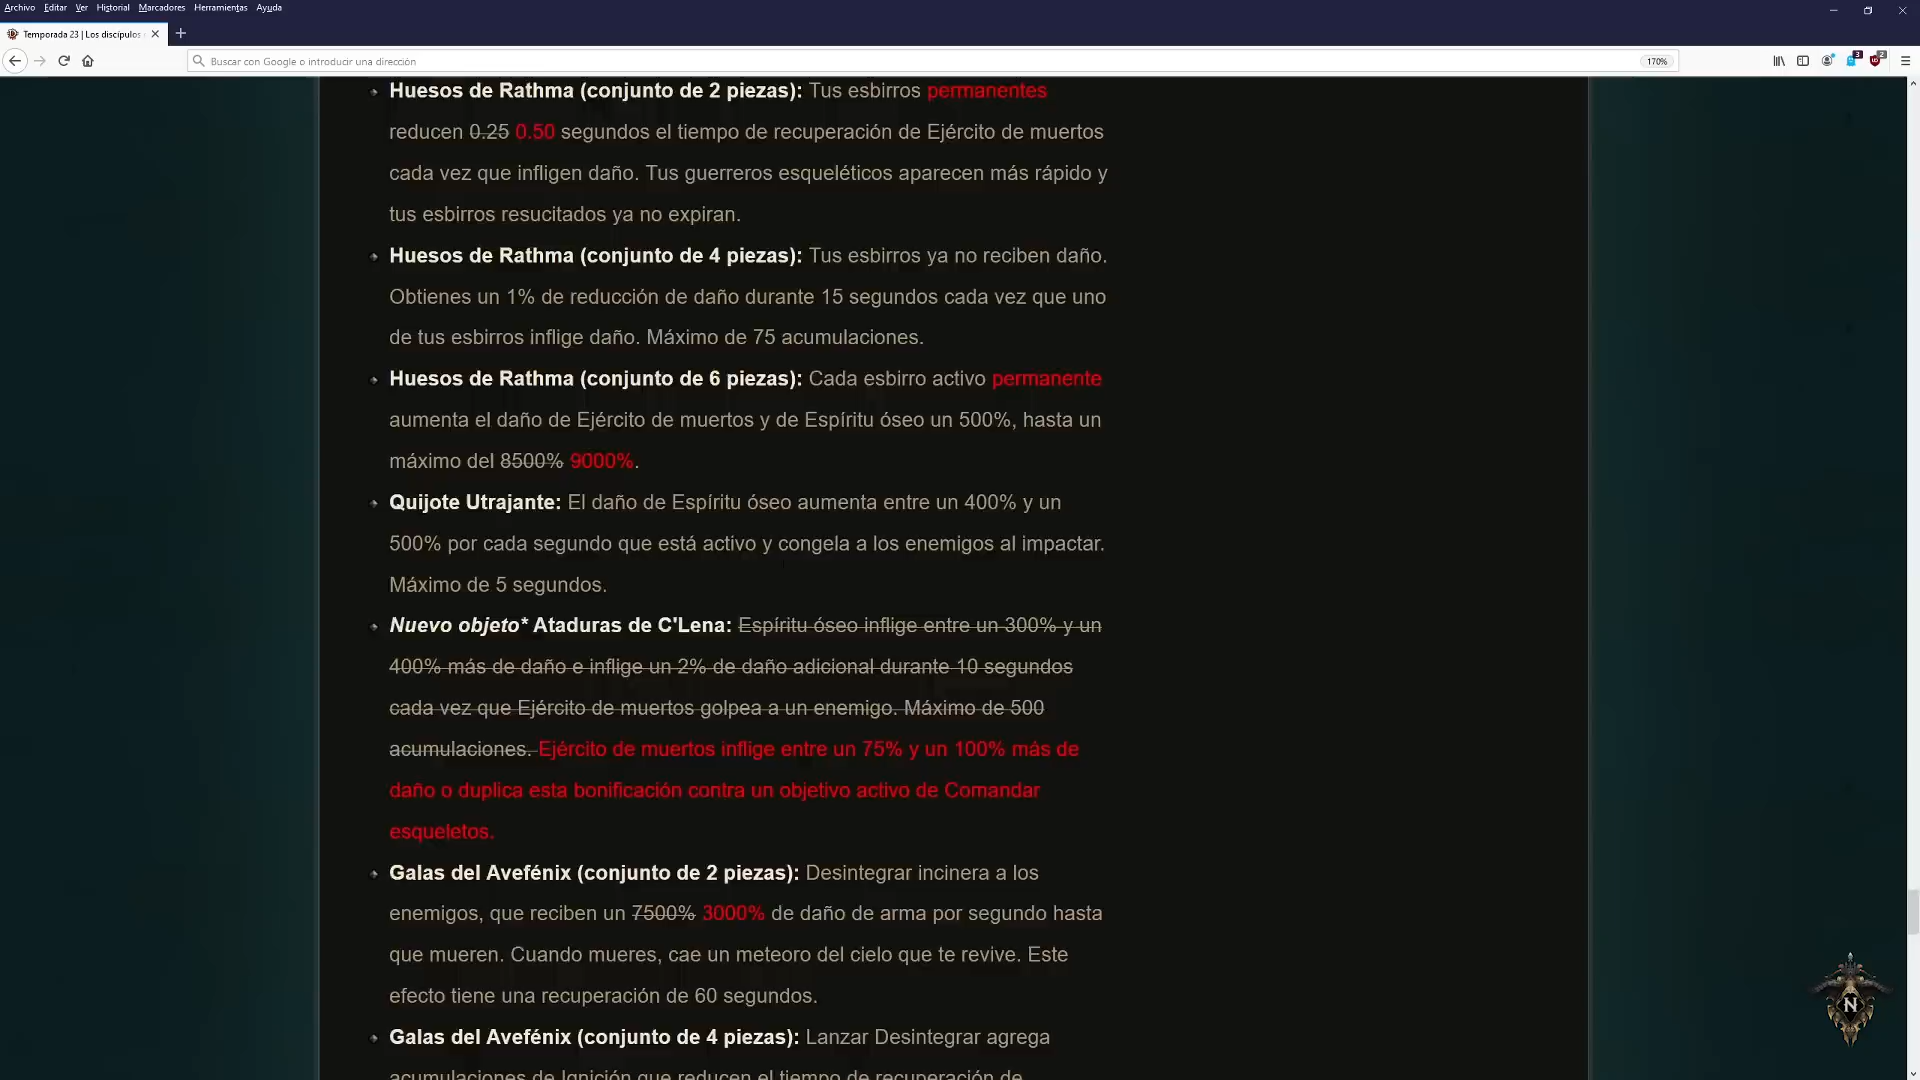 Archivo Editar Ver Historial Marcadores Herramientas Ayuda
Temporada 23 | Los discípulos
Buscar con Google o introducir una dirección 170% 3 2
Huesos de Rathma (conjunto de 2 piezas): Tus esbirros permanentes
reducen 0.25 0.50 segundos el tiempo de recuperación de Ejército de muertos
cada vez que infligen daño. Tus guerreros esqueléticos aparecen más rápido y
tus esbirros resucitados ya no expiran.
Huesos de Rathma (conjunto de 4 piezas): Tus esbirros ya no reciben daño.
Obtienes un 1% de reducción de daño durante 15 segundos cada vez que uno
de tus esbirros inflige daño. Máximo de 75 acumulaciones.
Huesos de Rathma (conjunto de 6 piezas): Cada esbirro activo permanente
aumenta el daño de Ejército de muertos y de Espíritu óseo un 500%, hasta un
máximo del 8500% 9000%.
Quijote Utrajante: El daño de Espíritu óseo aumenta entre un 400% y un
500% por cada segundo que está activo y congela a los enemigos al impactar.
Máximo de 5 segundos.
Nuevo objeto* Ataduras de C'Lena: Espíritu óseo inflige entre un 300% y un
400% más de daño e inflige un 2% de daño adicional durante 10 segundos
cada vez que Ejército de muertos golpea a un enemigo. Máximo de 500
acumulaciones. Ejército de muertos inflige entre un 75% y un 100% más de
daño o duplica esta bonificación contra un objetivo activo de Comandar
esqueletos.
Galas del Avefénix (conjunto de 2 piezas): Desintegrar incinera a los
enemigos, que reciben un 7500% 3000% de daño de arma por segundo hasta
que mueren. Cuando mueres, cae un meteoro del cielo que te revive. Este
efecto tiene una recuperación de 60 segundos.
Galas del Avefénix (conjunto de 4 piezas): Lanzar Desintegrar agrega
acumulaciones de Ignición que reducen el tiempo de recuperación de
N